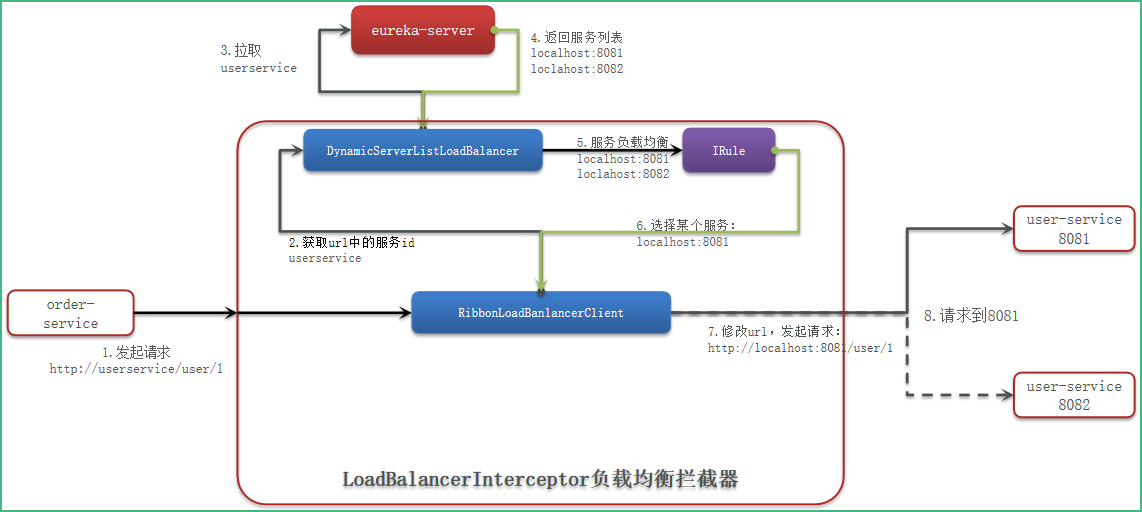 eureka-server
3.拉取
userservice
4.返回服务列表
localhost:8081
loclahost:8082
DynamicServerListLoadBalancer
5.服务负载均衡
localhost:8081
loclahost:8082
IRule
2.获取url中的服务id
userservice
6.选择某个服务:
localhost:8081
order-
service
1.发起请求
http://userservice/user/1
RibbonLoadBanlancerClient
7.修改url,发起请求:
http://localhost:8081/user/1
user-service
8081
8.请求到8081
user-service
8082
LoadBalancerInterceptor负载均衡拦截器